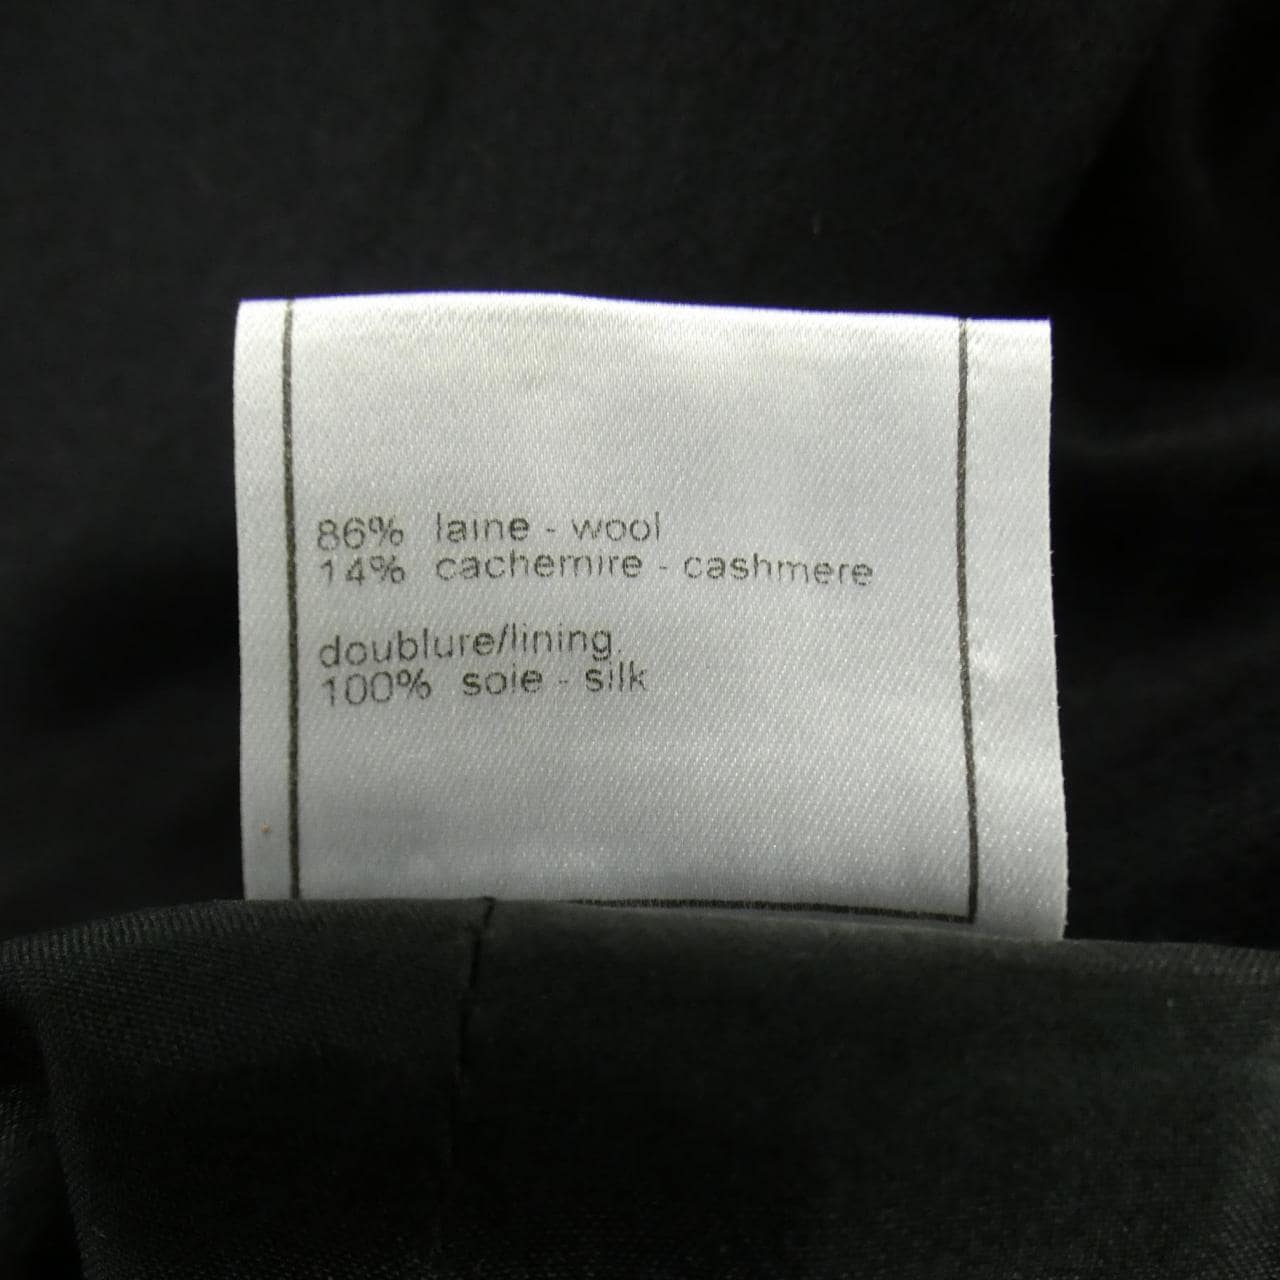 86% laine - wool
14% cachemire - cashmere
doublure/lining.
100% soie - silk